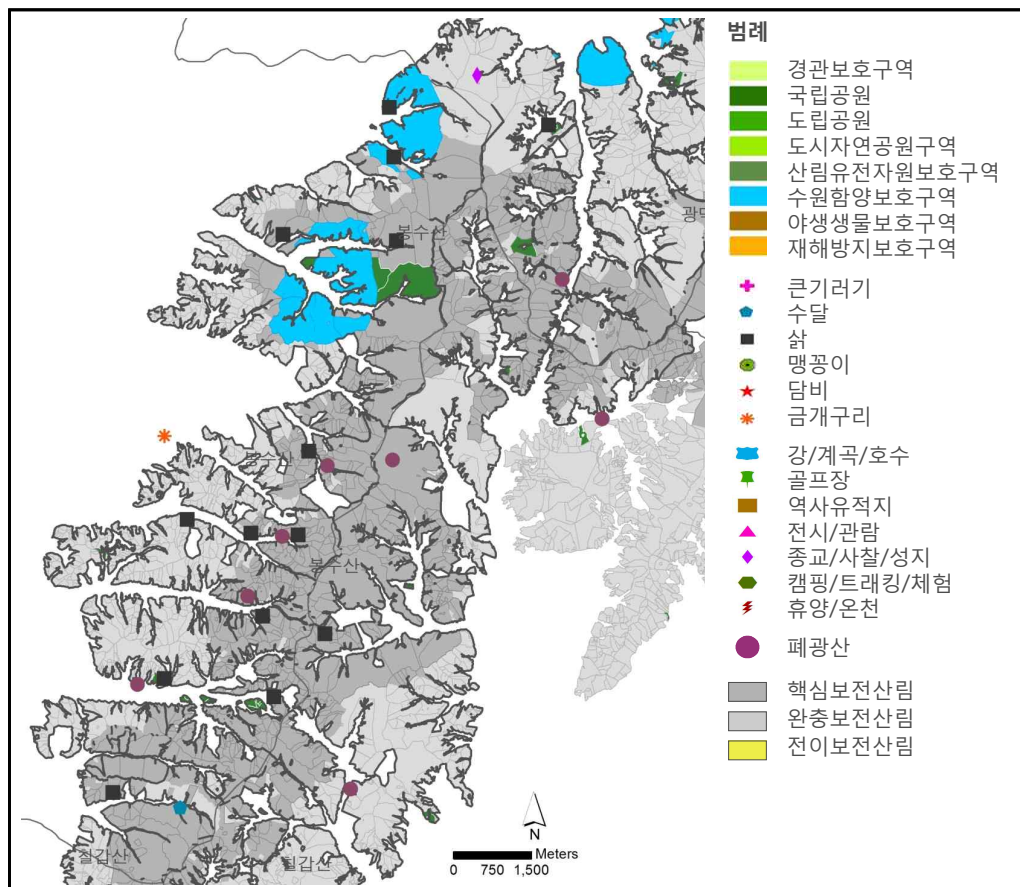 범례
경관보호구역
국립공원
도립공원
도시자연공원구역
산림유전자원보호구역
수원함양보호구역
야생생물보호구역
재해방지보호구역
큰기러기
수달
삵
맹꽁이
담비
금개구리
강/계곡/호수
골프장
역사유적지
전시/관람
종교/사찰/성지
캠핑/트래킹/체험
휴양/온천
폐광산
핵심보전산림
완충보전산림
전이보전산림
봉수산
봉수산
칠갑산
칠갑산
N
Meters
0 750 1,500